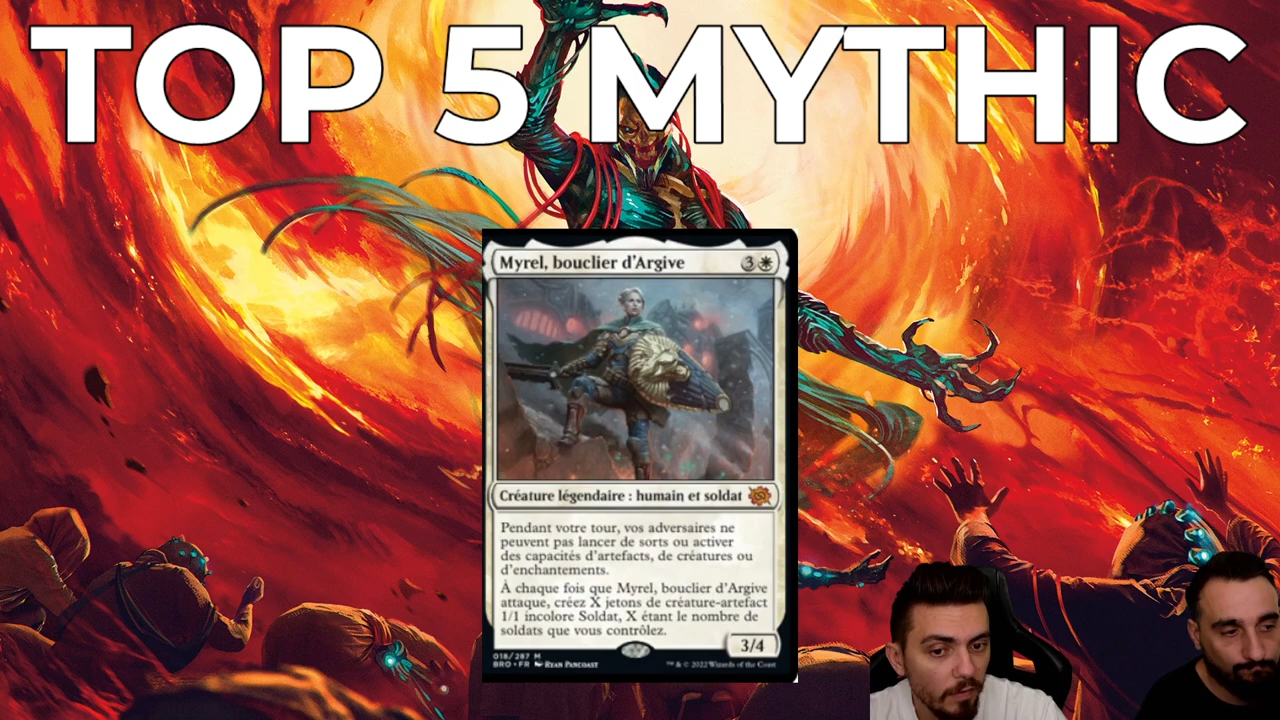 TOP 5 MYTHIC
Myrel, bouclier d'Argive 3
Créature légendaire : humain et soldat
Pendant votre tour, vos adversaires ne
peuvent pas lancer de sorts ou activer
des capacités d'artefacts, de créatures ou
d'enchantements.
À chaque fois que Myrel, bouclier d'Argive
attaque, créez X jetons de créature-artefact
1/1 incolore Soldat, X étant le nombre de
soldats que vous contrôlez.
3/4
018/287 M
BRO • FR RYAN PANCOAST
™ & © 2022 Wizards of the Coast